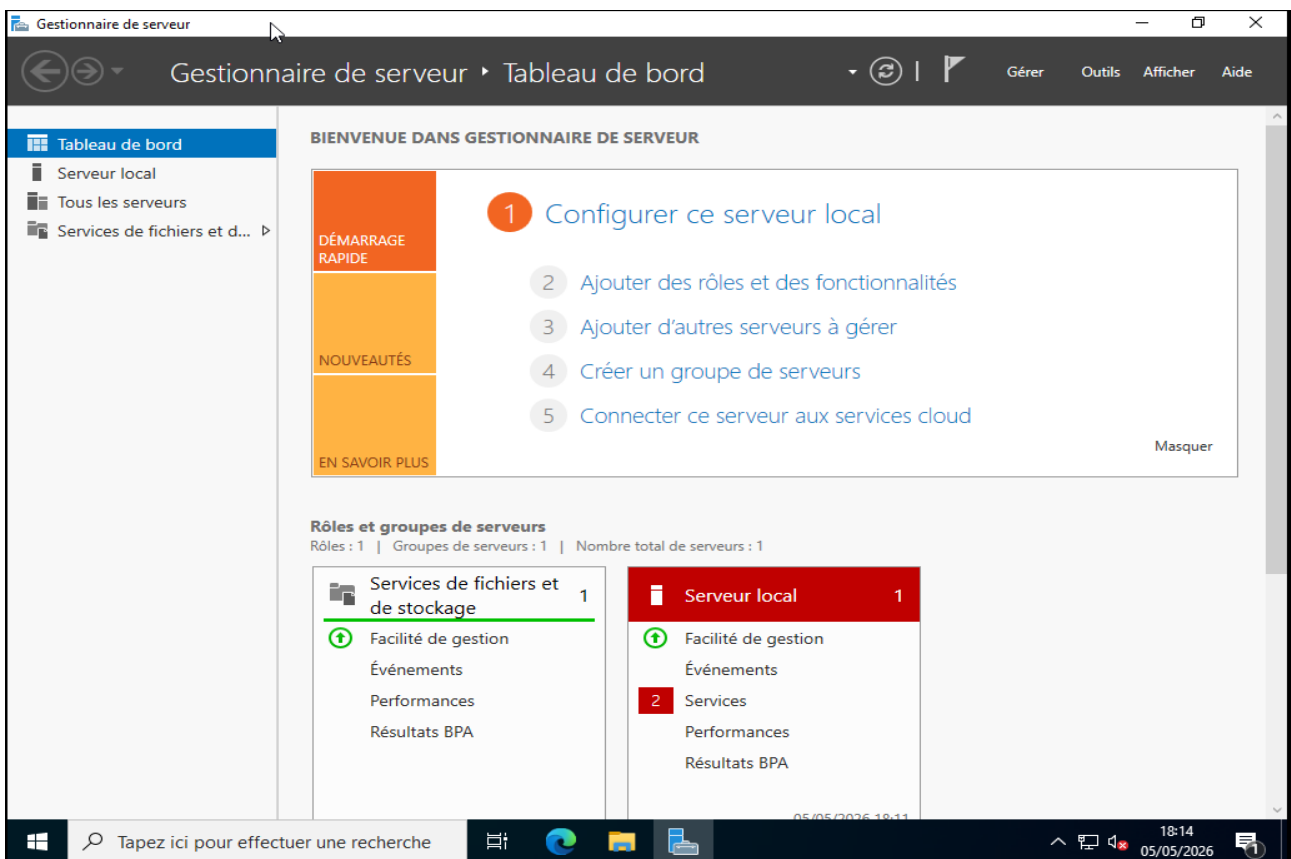 Gestionnaire de serveur
Gestionnaire de serveur ‣ Tableau de bord
Gérer Outils Afficher Aide
Tableau de bord
Serveur local
Tous les serveurs
Services de fichiers et d...
BIENVENUE DANS GESTIONNAIRE DE SERVEUR
DÉMARRAGE
RAPIDE
NOUVEAUTÉS
EN SAVOIR PLUS
1 Configurer ce serveur local
2 Ajouter des rôles et des fonctionnalités
3 Ajouter d’autres serveurs à gérer
4 Créer un groupe de serveurs
5 Connecter ce serveur aux services cloud
Masquer
Rôles et groupes de serveurs
Rôles : 1 | Groupes de serveurs : 1 | Nombre total de serveurs : 1
Services de fichiers et
de stockage
1
Facilité de gestion
Événements
Performances
Résultats BPA
Serveur local 1
Facilité de gestion
Événements
2 Services
Performances
Résultats BPA
05/05/2026 18:11
Tapez ici pour effectuer une recherche
18:14
05/05/2026
1